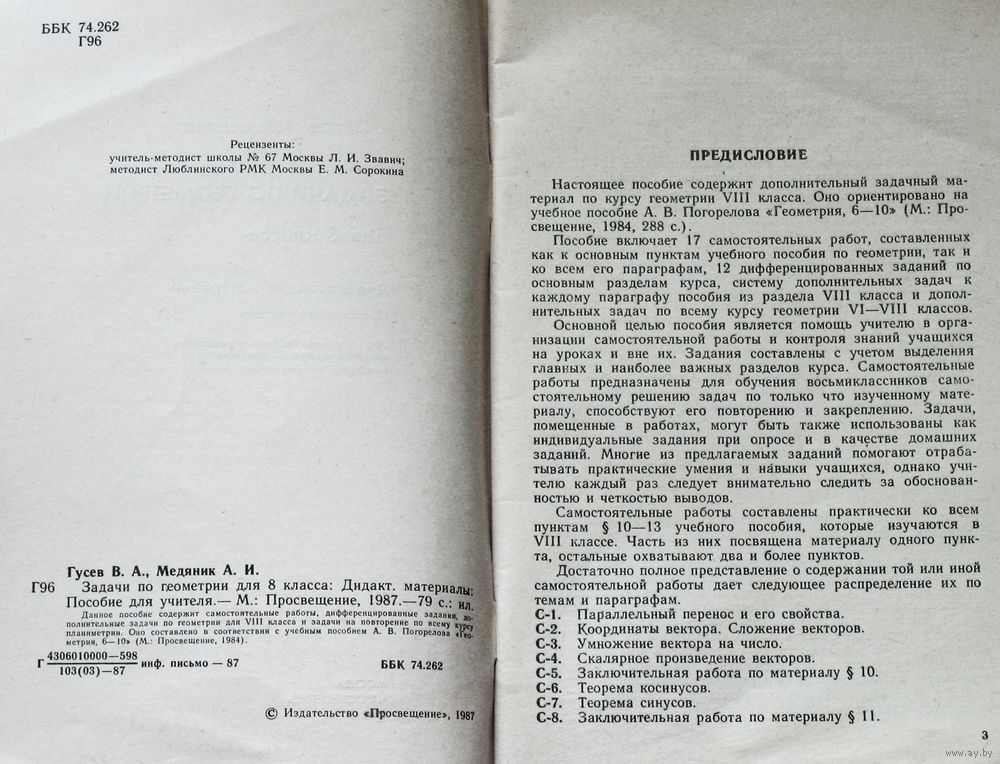 ББК 74.262
Г96
Рецензенты:
учитель-методист школы № 67 Москвы Л. И. Звавич;
методист Люблинского РМК Москвы Е. М. Сорокина
Гусев В. А., Медяник А. И.
Г96 Задачи по геометрии для 8 класса: Дидакт. материалы:
Пособие для учителя.— М.: Просвещение, 1987.—79 с.: ил.
Данное пособие содержит самостоятельные работы, дифференцированные задания, до-
полнительные задачи по геометрии для VIII класса и задачи на повторение по всему курсу
планиметрии. Оно составлено в соответствии с учебным пособием А. В. Погорелова «Гео-
метрия, 6—10» (М.: Просвещение, 1984).
Г 4306010000—598
103(03)—87 инф. письмо — 87
ББК 74.262
© Издательство «Просвещение», 1987
ПРЕДИСЛОВИЕ
Настоящее пособие содержит дополнительный задачный ма-
териал по курсу геометрии VIII класса. Оно ориентировано на
учебное пособие А. В. Погорелова «Геометрия, 6—10» (М.: Про-
свещение, 1984, 288 с.).
Пособие включает 17 самостоятельных работ, составленных
как к основным пунктам учебного пособия по геометрии, так и
ко всем его параграфам, 12 дифференцированных заданий по
основным разделам курса, систему дополнительных задач к
каждому параграфу пособия из раздела VIII класса и допол-
нительных задач по всему курсу геометрии VI—VIII классов.
Основной целью пособия является помощь учителю в орга-
низации самостоятельной работы и контроля знаний учащихся
на уроках и вне их. Задания составлены с учетом выделения
главных и наиболее важных разделов курса. Самостоятельные
работы предназначены для обучения восьмиклассников само-
стоятельному решению задач по только что изученному мате-
риалу, способствуют его повторению и закреплению. Задачи,
помещенные в работах, могут быть также использованы как
индивидуальные задания при опросе и в качестве домашних
заданий. Многие из предлагаемых заданий помогают отраба-
тывать практические умения и навыки учащихся, однако учи-
телю каждый раз следует внимательно следить за обоснован-
ностью и четкостью выводов.
Самостоятельные работы составлены практически ко всем
пунктам § 10—13 учебного пособия, которые изучаются в
VIII классе. Часть из них посвящена материалу одного пунк-
та, остальные охватывают два и более пунктов.
Достаточно полное представление о содержании той или иной
самостоятельной работы дает следующее распределение их по
темам и параграфам.
С-1. Параллельный перенос и его свойства.
С-2. Координаты вектора. Сложение векторов.
С-3. Умножение вектора на число.
С-4. Скалярное произведение векторов.
С-5. Заключительная работа по материалу § 10.
С-6. Теорема косинусов.
С-7. Теорема синусов.
С-8. Заключительная работа по материалу § 11.
3
www.ay.by